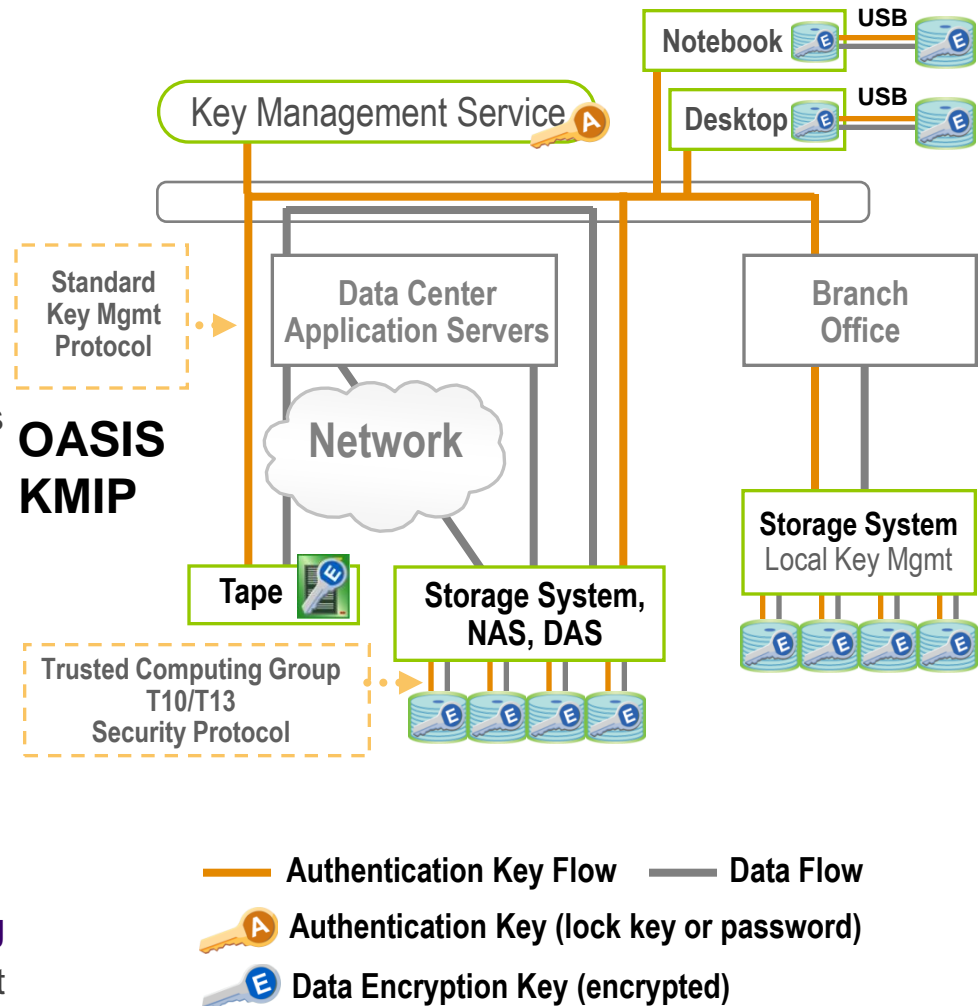 Notebook
USB
Desktop
USB
Key Management Service
A
Standard
Key Mgmt
Protocol
Data Center
Application Servers
Branch
Office
s
OASIS
KMIP
Network
Tape
E
Storage System,
NAS, DAS
Storage System
Local Key Mgmt
E E E E
Trusted Computing Group
T10/T13
Security Protocol
E E E E
Authentication Key Flow
Data Flow
A Authentication Key (lock key or password)
g
E Data Encryption Key (encrypted)
t